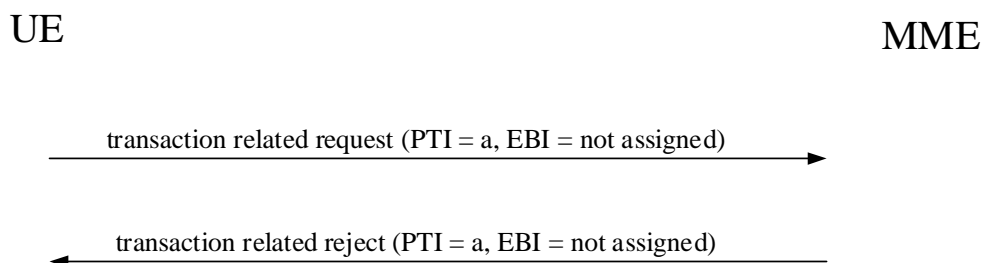 UE
MME
transaction related request (PTI = a, EBI = not assigned)
transaction related reject (PTI = a, EBI = not assigned)